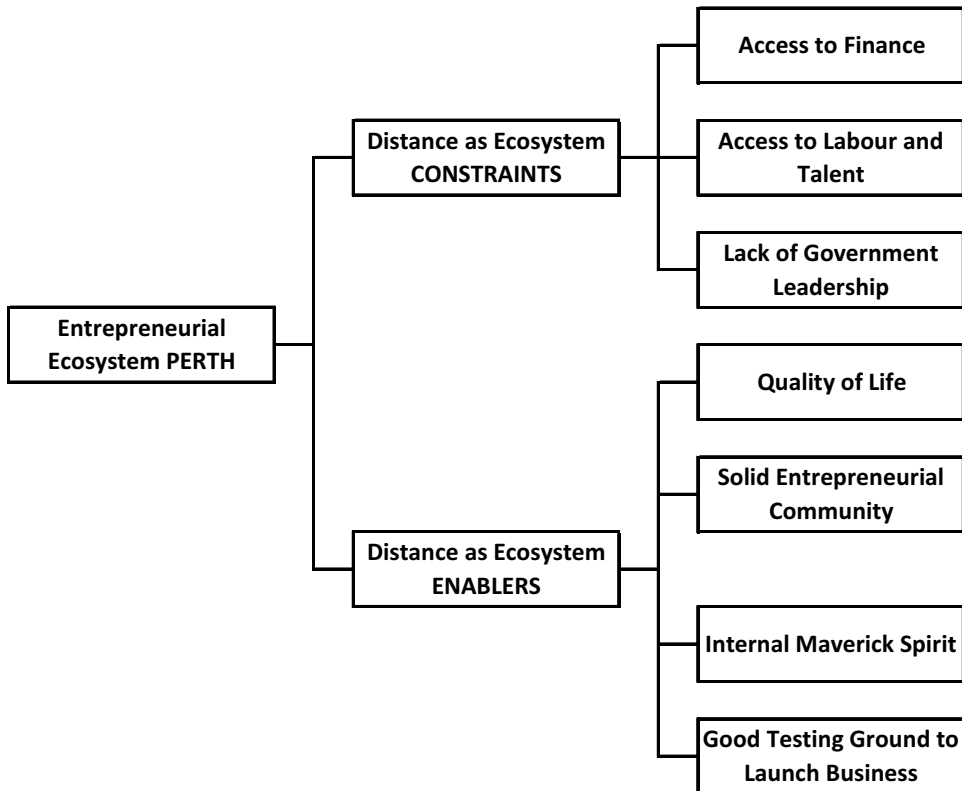 Access to Finance
Distance as Ecosystem
CONSTRAINTS
Access to Labour and
Talent
Lack of Government
Leadership
Entrepreneurial
Ecosystem PERTH
Quality of Life
Solid Entrepreneurial
Community
Distance as Ecosystem
ENABLERS
Internal Maverick Spirit
Good Testing Ground to
Launch Business